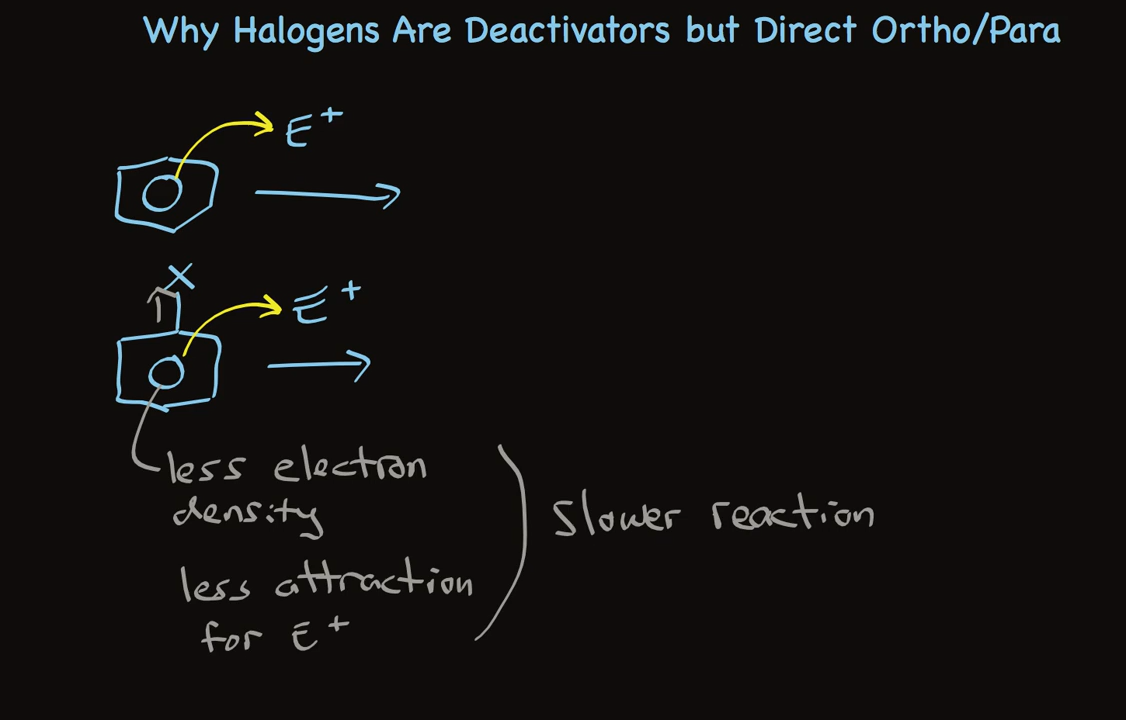 Why Halogens Are Deactivators but Direct Ortho/Para
E+
X
E+
less electron
density
slower reaction
less attraction
for E+